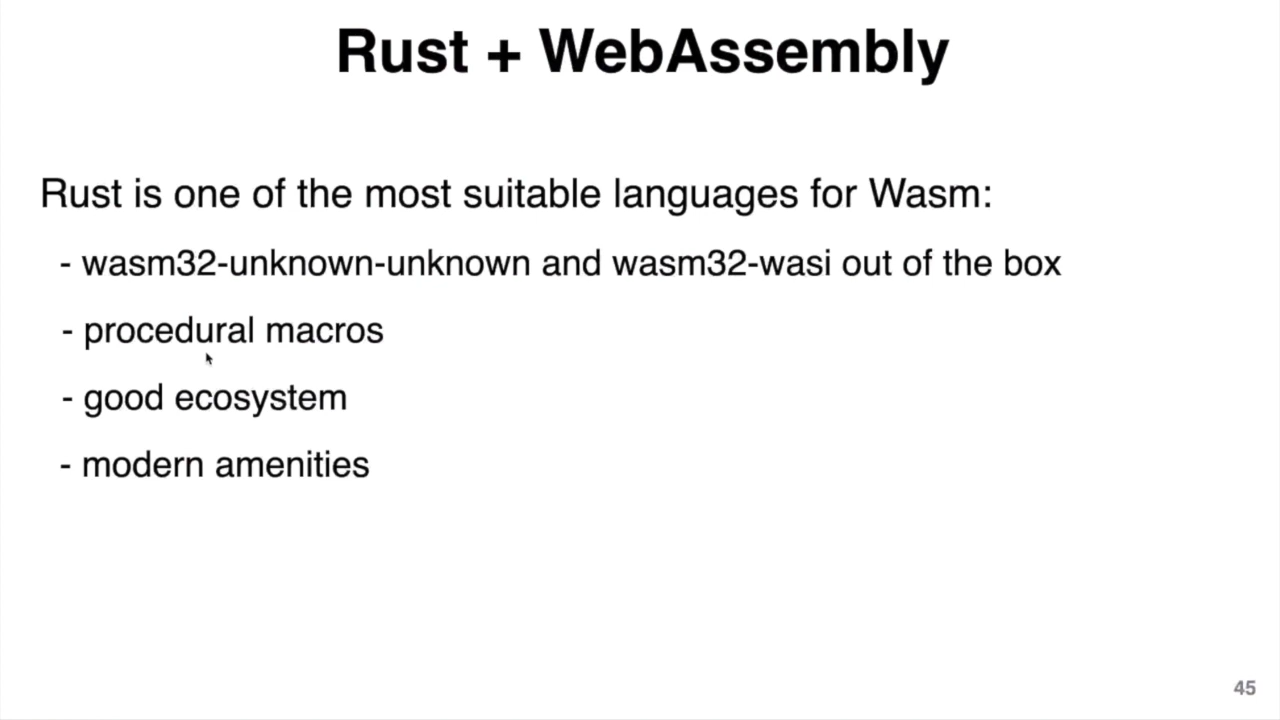 Rust + WebAssembly
Rust is one of the most suitable languages for Wasm:
- wasm32-unknown-unknown and wasm32-wasi out of the box
- procedural macros
- good ecosystem
- modern amenities
45